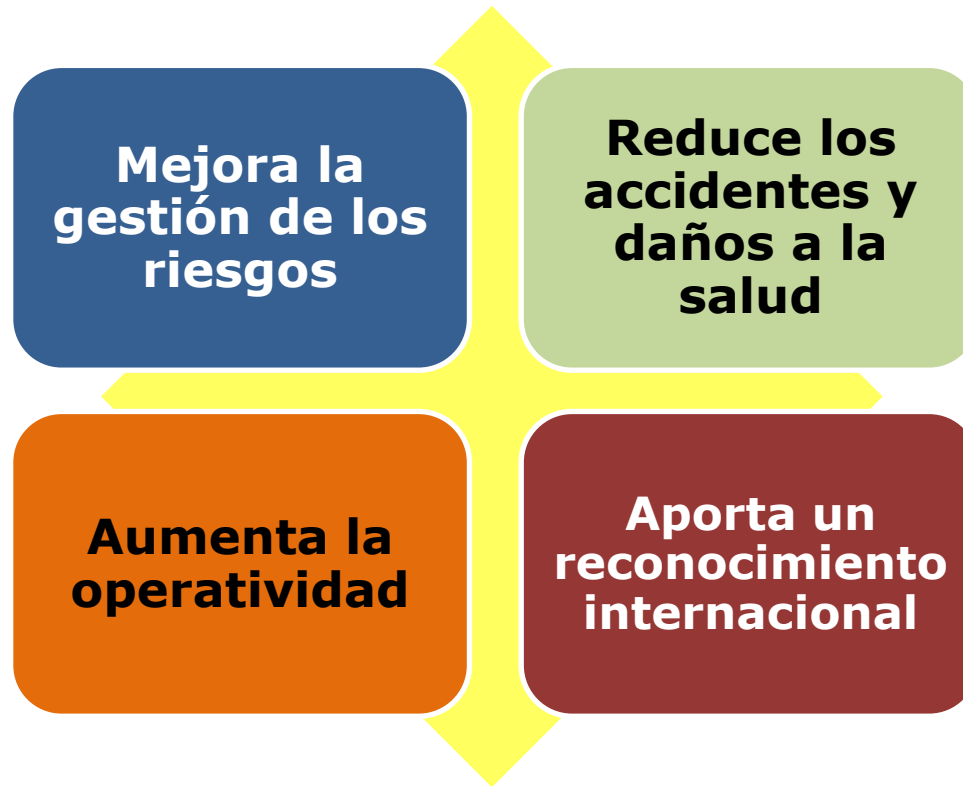 Mejora la
gestión de los
riesgos
Reduce los
accidentes y
daños a la
salud
Aumenta la
operatividad
Aporta un
reconocimiento
internacional